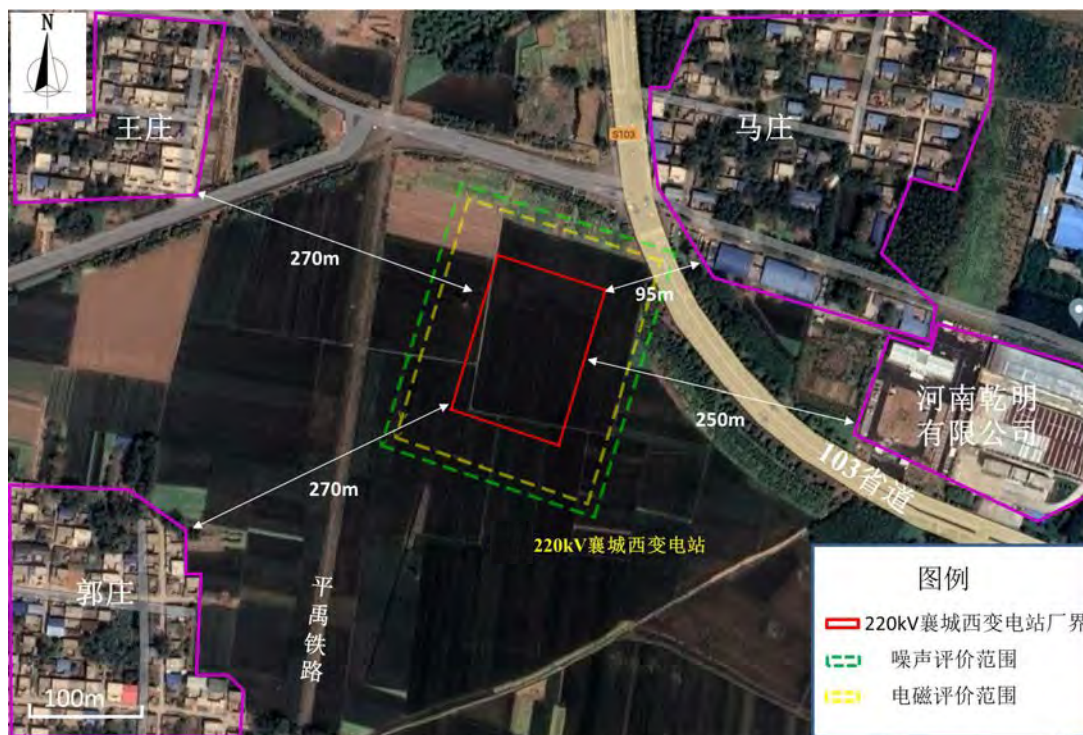 N
王庄
马庄
S103
270m
95m
河南乾明
有限公司
250m
103省道
270m
220kV襄城西变电站
郭庄
平禹铁路
100m
图例
220kV襄城西变电站厂界
噪声评价范围
电磁评价范围